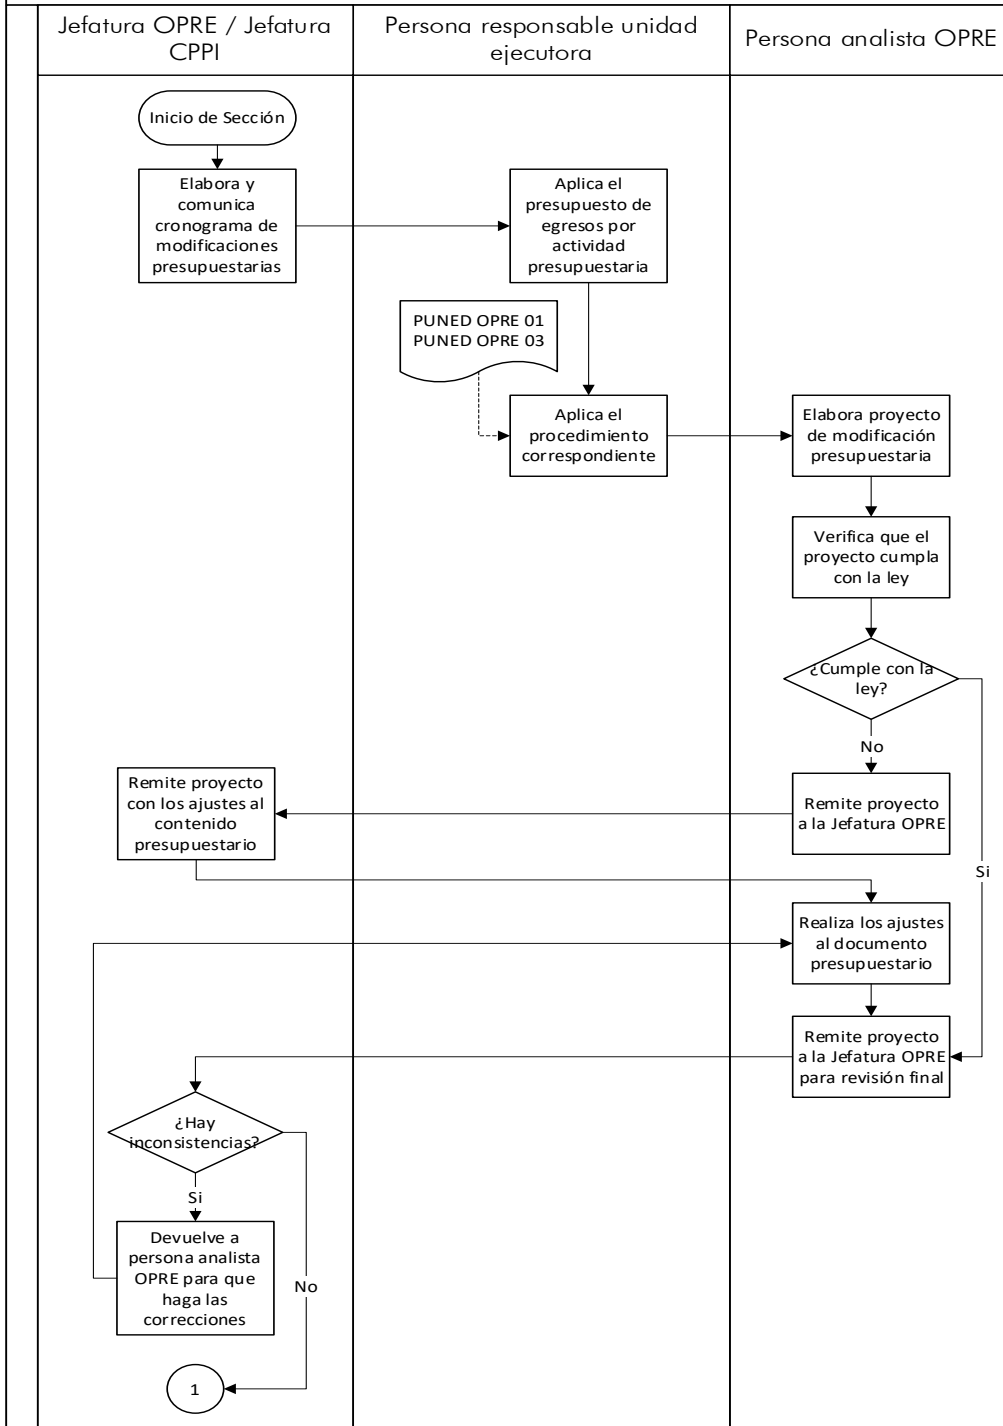 Jefatura OPRE / Jefatura
CPPI
Persona responsable unidad
ejecutora
Persona analista OPRE
Inicio de Sección
Elabora y
comunica
cronograma de
modificaciones
presupuestarias
Aplica el
presupuesto de
egresos por
actividad
presupuestaria
PUNED OPRE 01
PUNED OPRE 03
Aplica el
procedimiento
correspondiente
Elabora proyecto
de modificación
presupuestaria
Verifica que el
proyecto cumpla
con la ley
¿Cumple con la
ley?
No
Si
Remite proyecto
a la Jefatura OPRE
Remite proyecto
con los ajustes al
contenido
presupuestario
Realiza los ajustes
al documento
presupuestario
Remite proyecto
a la Jefatura OPRE
para revisión final
¿Hay
inconsistencias?
Si
No
Devuelve a
persona analista
OPRE para que
haga las
correcciones
1